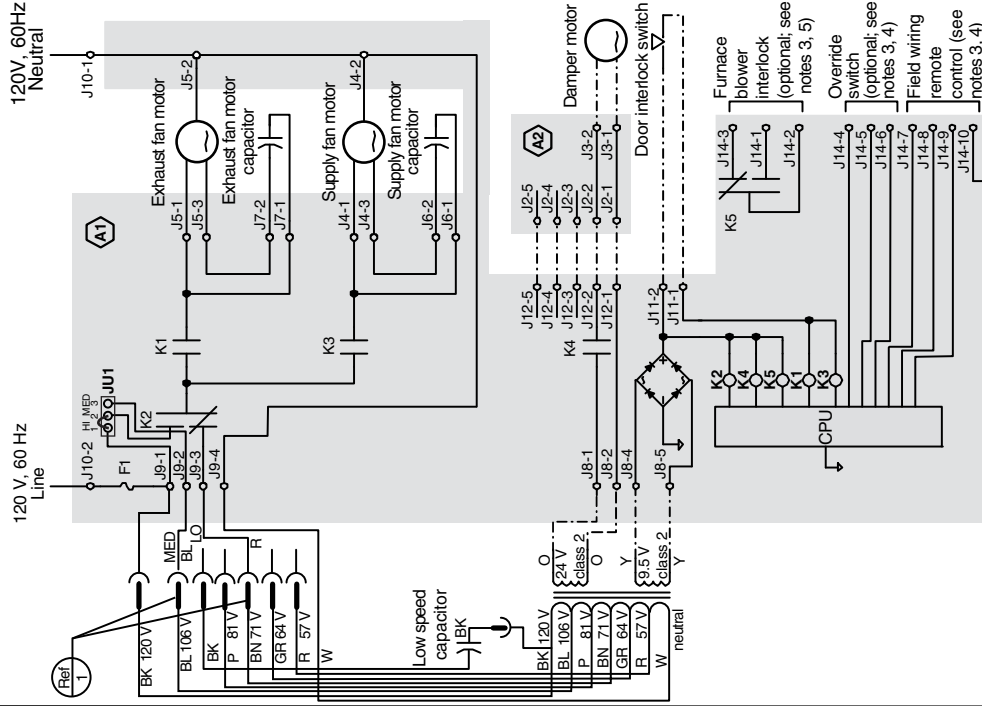 120V, 60Hz
Neutral
J10-1
J5-2
J4-2
Exhaust fan motor
Exhaust fan motor
capacitor
Supply fan motor
Supply fan motor
capacitor
J5-1
J5-3
J7-2
J7-1
J4-1
J4-3
J6-2
J6-1
A1
K1
K3
120 V, 60 Hz
Line
J10-2
F1
HI MED
1 2 3
JU1
K2
J9-1
J9-2
J9-3
J9-4
MED
BL
LO
R
Ref
1
BK 120 V
BL 106 V
BK
P 81 V
BN 71 V
GR 64 V
R 57 V
W
Low speed
capacitor
BK
BK 120 V
BL 106 V
P 81 V
BN 71 V
GR 64 V
R 57 V
W
neutral
O
24 V
class 2
O
Y
9.5 V
class 2
Y
J8-1
J8-2
J8-4
J8-5
K4
J12-5
J12-4
J12-3
J12-2
J12-1
J2-5
J2-4
J2-3
J2-2
J2-1
A2
J3-2
J3-1
Damper motor
Door interlock switch
J11-2
J11-1
K2
K4
K5
K1
K3
CPU
K5
J14-3
J14-1
J14-2
J14-4
J14-5
J14-6
J14-7
J14-8
J14-9
J14-10
Furnace
blower
interlock
(optional; see
notes 3, 5)
Override
switch
(optional; see
notes 3, 4)
Field wiring
remote
control (see
notes 3, 4)